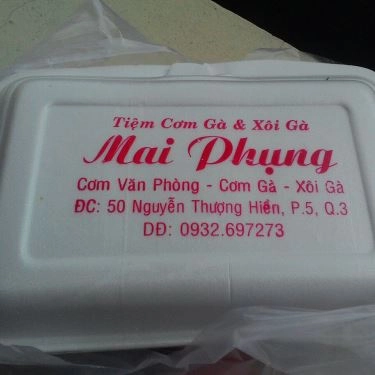 Tiệm Cơm Gà & Xôi Gà
Mai Phụng
Cơm Văn Phòng - Cơm Gà - Xôi Gà
ĐC: 50 Nguyễn Thượng Hiền, P.5, Q.3
DĐ: 0932.697273